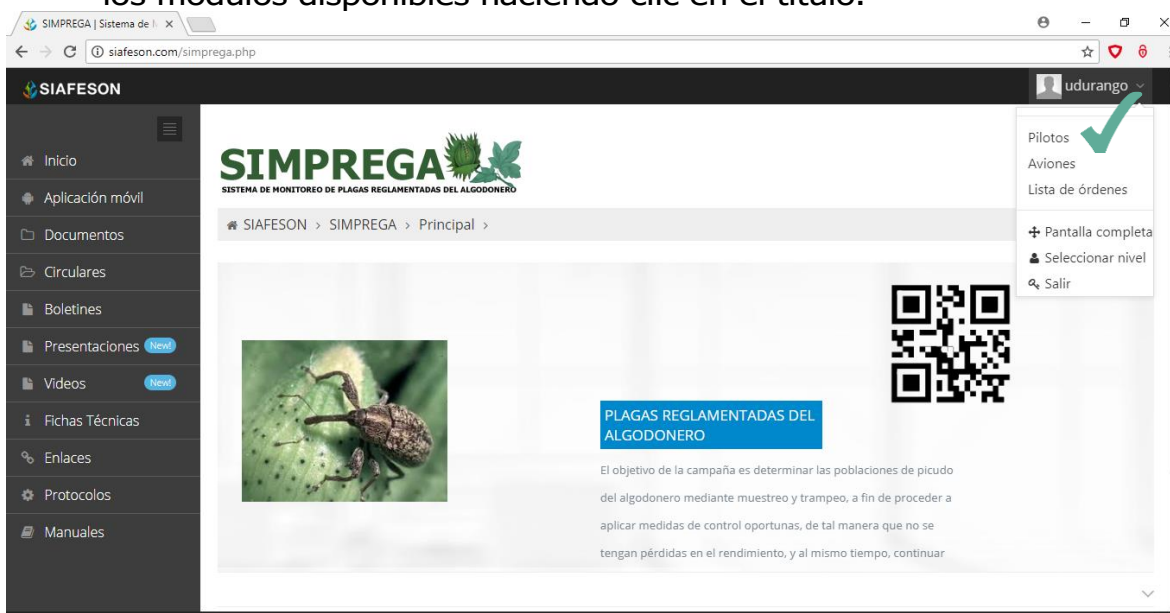 los módulos disponibles haciendo clic en el título.
SIMPREGA | Sistema de
siafeson.com/simprega.php
SIAFESON
udurango
Inicio
Aplicación móvil
Documentos
Circulares
Boletines
Presentaciones New!
Videos New!
Fichas Técnicas
Enlaces
Protocolos
Manuales
SIMPREGA
SISTEMA DE MONITOREO DE PLAGAS REGLAMENTADAS DEL ALGODONERO
SIAFESON > SIMPREGA > Principal >
Pilotos
Aviones
Lista de órdenes
Pantalla completa
Seleccionar nivel
Salir
PLAGAS REGLAMENTADAS DEL
ALGODONERO
El objetivo de la campaña es determinar las poblaciones de picudo
del algodonero mediante muestreo y trampeo, a fin de proceder a
aplicar medidas de control oportunas, de tal manera que no se
tengan pérdidas en el rendimiento, y al mismo tiempo, continuar